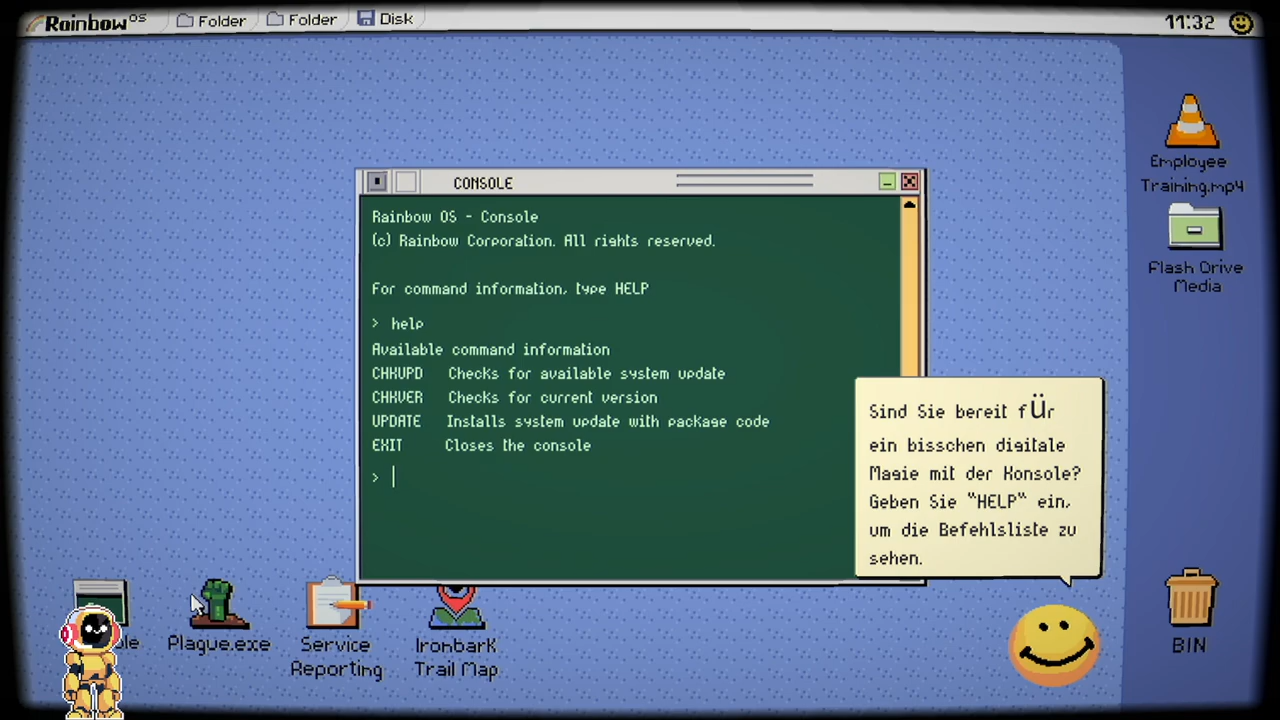 Rainbow OS
Folder
Folder
Disk
11:32
CONSOLE
Rainbow OS - Console
(c) Rainbow Corporation. All rights reserved.
For command information, type HELP
> help
Available command information
CHKUPD Checks for available system update
CHKVER Checks for current version
UPDATE Installs system update with package code
EXIT Closes the console
>
Employee
Training.mp4
Flash Drive
Media
Sind Sie bereit fÜr
ein bisschen digitale
Magie mit der Konsole?
Geben Sie "HELP" ein,
um die Befehlsliste zu
sehen.
Plague.exe
Service
Reporting
Ironbark
Trail Map
BIN